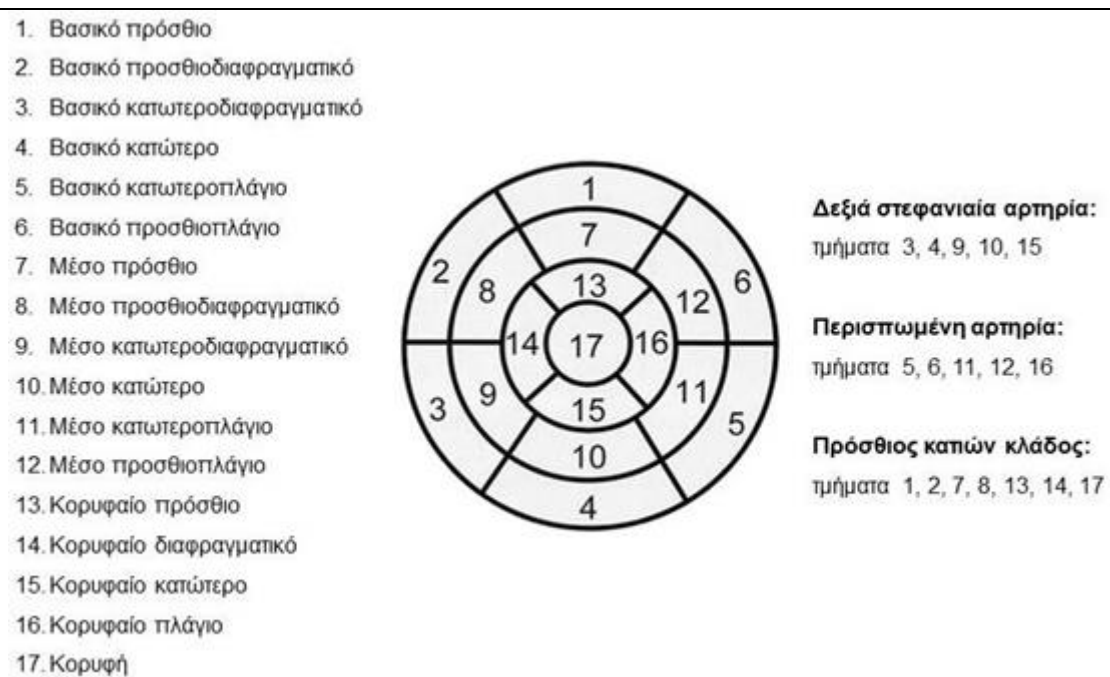 1. Βασικό πρόσθιο
2. Βασικό προσθιοδιαφραγματικό
3. Βασικό κατωτεροδιαφραγματικό
4. Βασικό κατώτερο
5. Βασικό κατωτεροπλάγιο
6. Βασικό προσθιοπλάγιο
7. Μέσο πρόσθιο
8. Μέσο προσθιοδιαφραγματικό
9. Μέσο κατωτεροδιαφραγματικό
10. Μέσο κατώτερο
11. Μέσο κατωτεροπλάγιο
12. Μέσο προσθιοπλάγιο
13. Κορυφαίο πρόσθιο
14. Κορυφαίο διαφραγματικό
15. Κορυφαίο κατώτερο
16. Κορυφαίο πλάγιο
17. Κορυφή
1
7
2
8
13
12
6
14
17
16
3
9
15
11
5
10
4
Δεξιά στεφανιαία αρτηρία:
τμήματα 3, 4, 9, 10, 15
Περισπωμένη αρτηρία:
τμήματα 5, 6, 11, 12, 16
Πρόσθιος κατιών κλάδος:
τμήματα 1, 2, 7, 8, 13, 14, 17